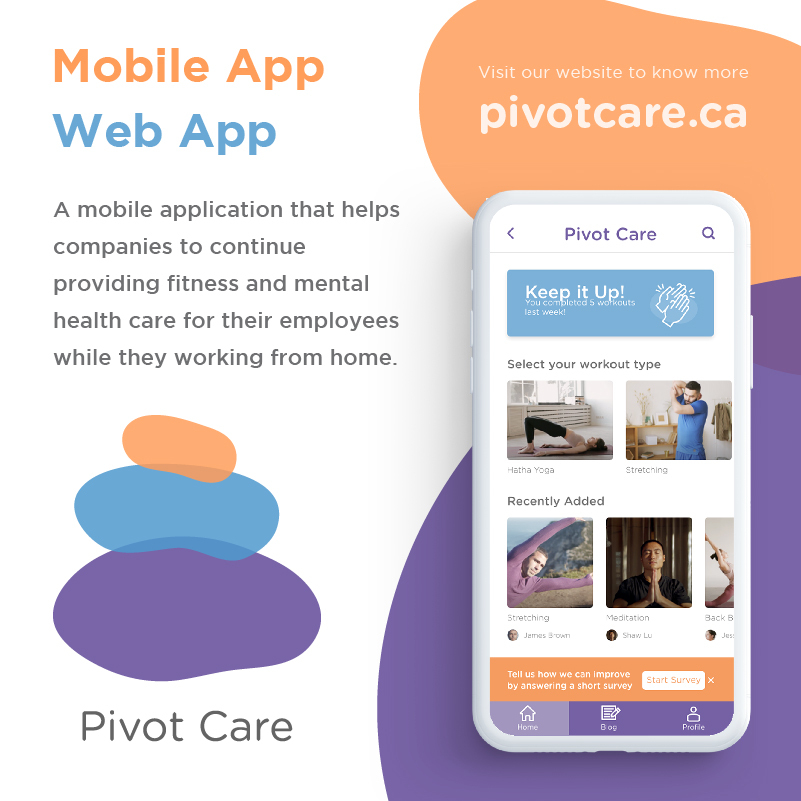 Mobile App
Web App
A mobile application that helps
companies to continue
providing fitness and mental
health care for their employees
while they working from home.
Pivot Care
Visit our website to know more
pivotcare.ca
Pivot Care
Keep it Up!
You completed 5 workouts
last week!
Select your workout type
Hatha Yoga
Stretching
Recently Added
Stretching
Meditation
Back B
James Brown
Shaw Lu
Jess
Tell us how we can improve
by answering a short survey
Start Survey
Home
Blog
Profile